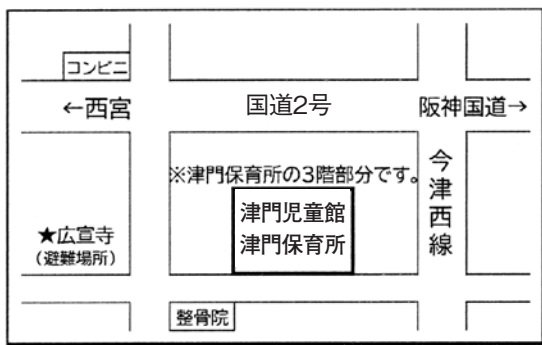 コンビニ
←西宮
国道2号
阪神国道→
※津門保育所の3階部分です。
今津西線
津門児童館
津門保育所
★広宣寺
(避難場所)
整骨院